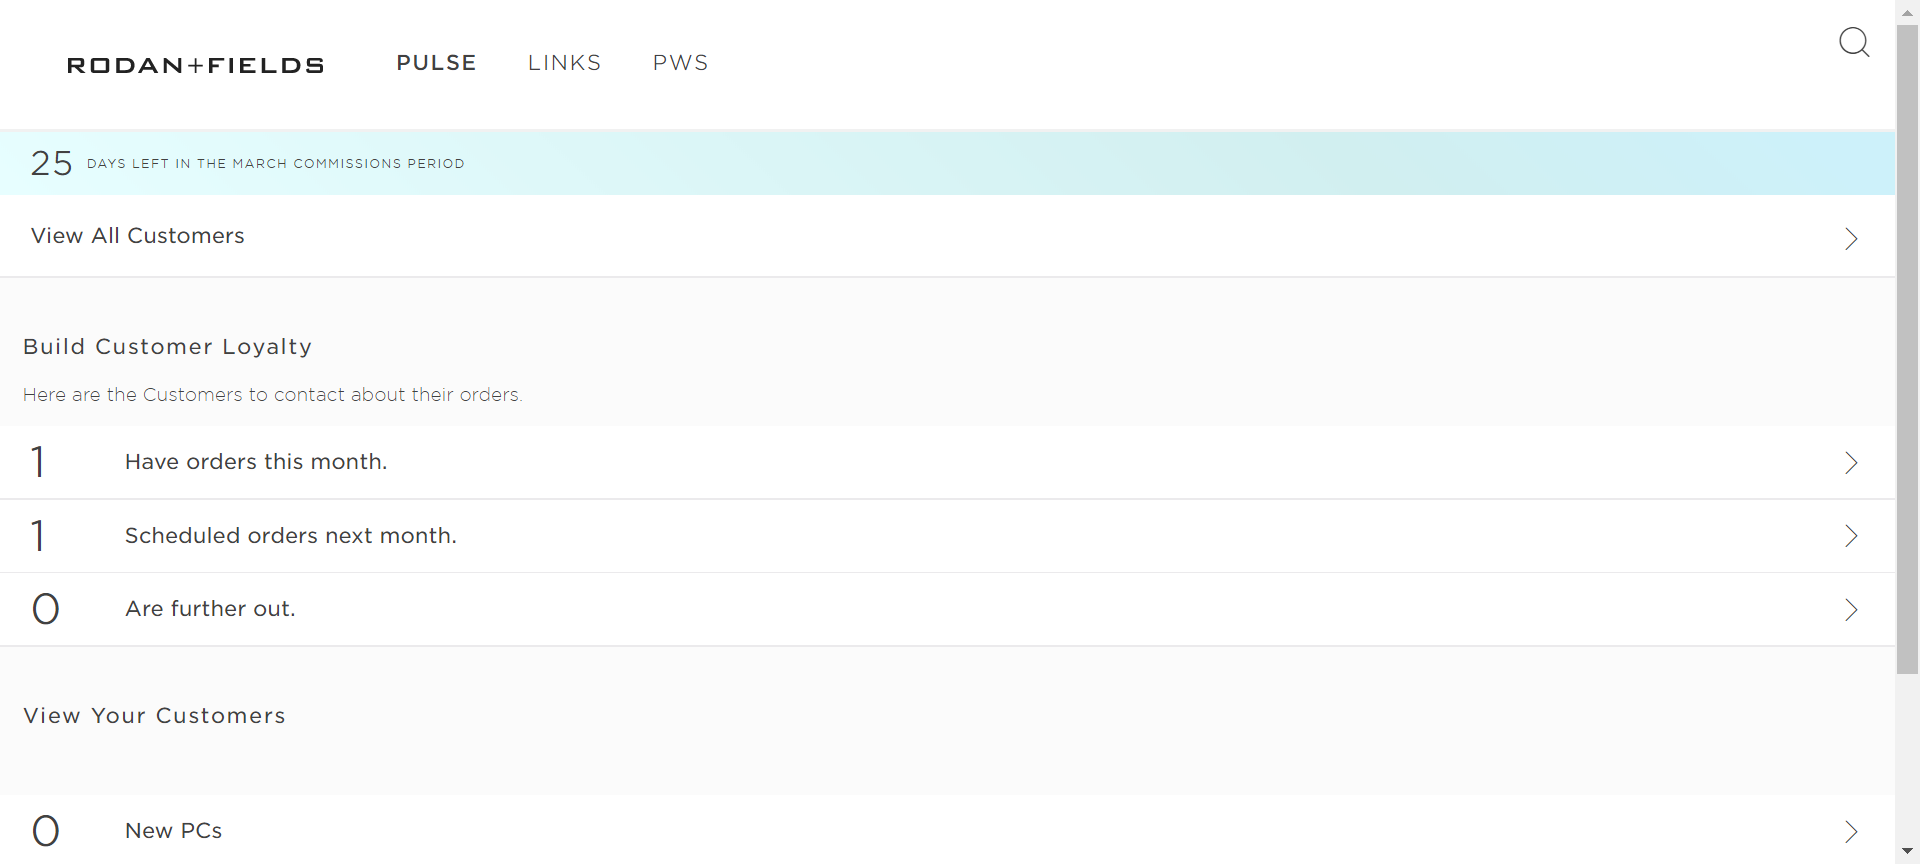 RODAN+FIELDS PULSE LINKS PWS
25 DAYS LEFT IN THE MARCH COMMISSIONS PERIOD
View All Customers
Build Customer Loyalty
Here are the Customers to contact about their orders.
1 Have orders this month.
1 Scheduled orders next month.
0 Are further out.
View Your Customers
0 New PCs